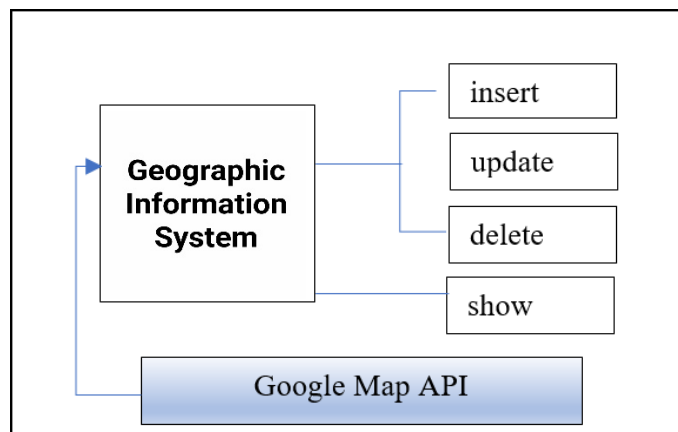 Geographic
Information
System
insert
update
delete
show
Google Map API